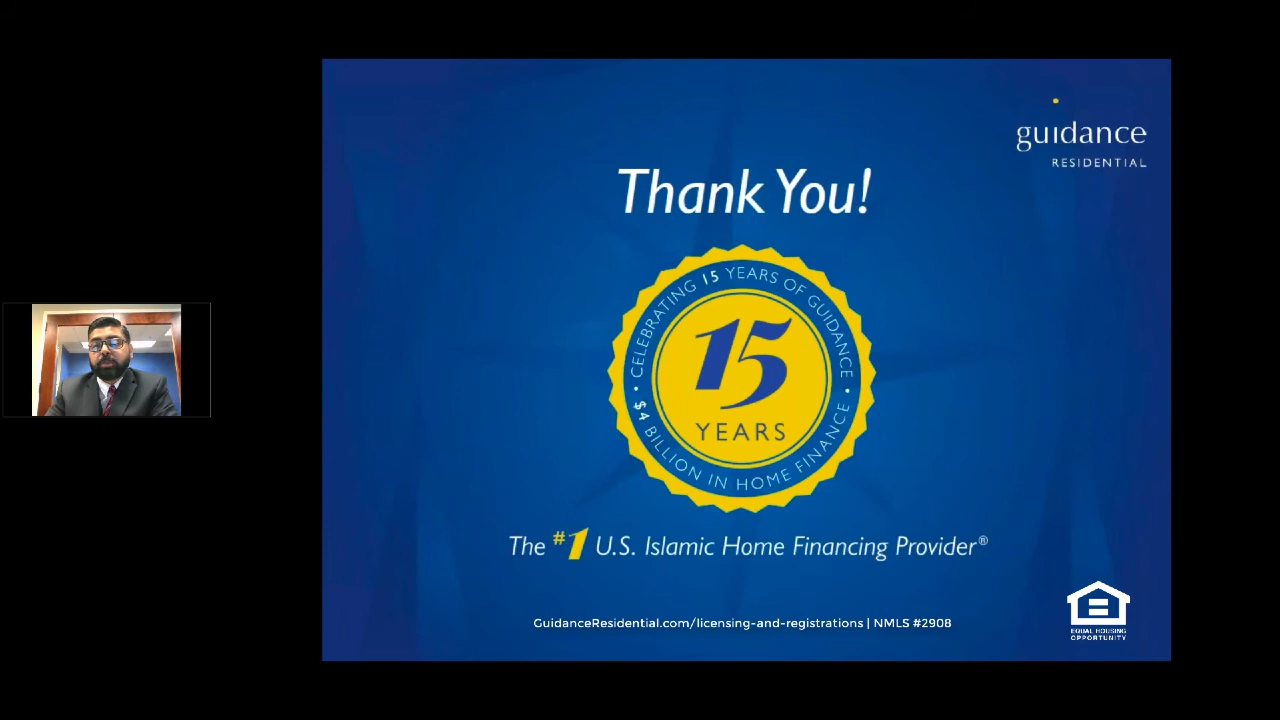 guidance
RESIDENTIAL
Thank You!
• CELEBRATING 15 YEARS OF GUIDANCE •
15
YEARS
$4 BILLION IN HOME FINANCE
The #1 U.S. Islamic Home Financing Provider®
GuidanceResidential.com/licensing-and-registrations | NMLS #2908
EQUAL HOUSING
OPPORTUNITY